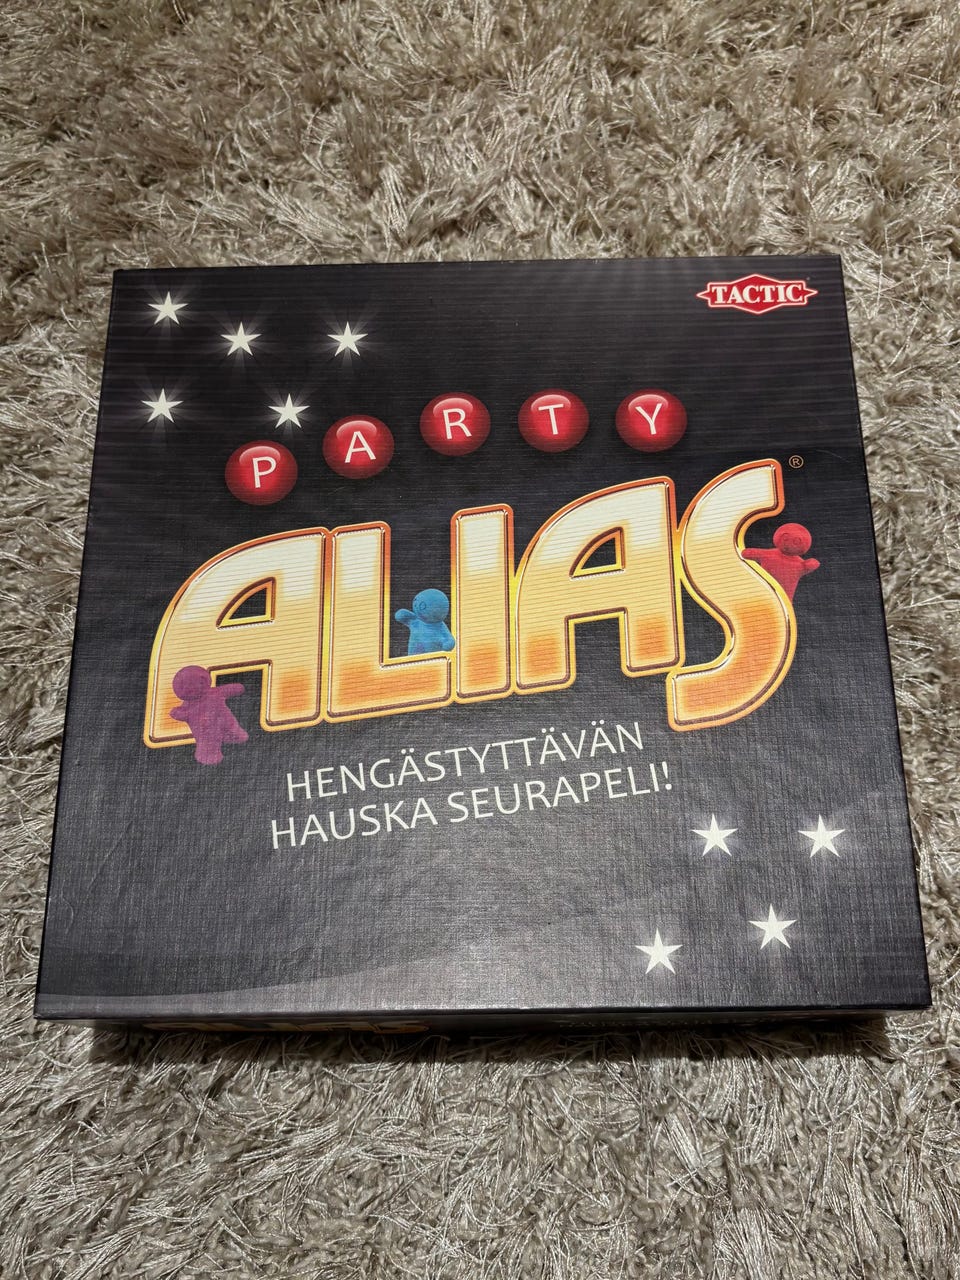 TACTIC
PARTY
ALIAS®
HENGÄSTYTTÄVÄN
HAUSKA SEURAPELI!